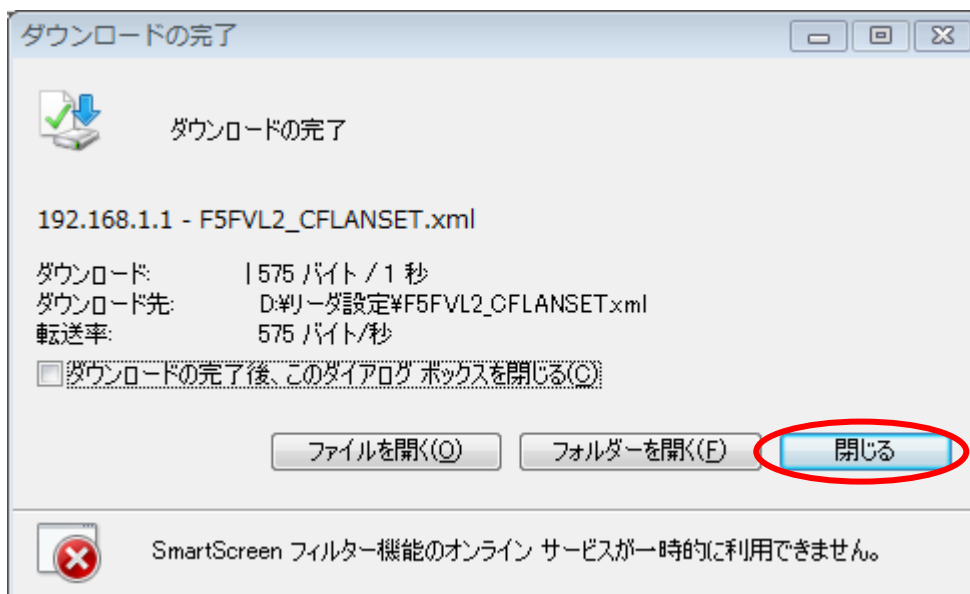 ダウンロードの完了
ダウンロードの完了
192.168.1.1 - F5FVL2_CFLANSET.xml
ダウンロード: 575 バイト / 1 秒
ダウンロード先: D:¥リーダ設定¥F5FVL2_CFLANSET.xml
転送率: 575 バイト/秒
ダウンロードの完了後、このダイアログ ボックスを閉じる(C)
ファイルを開く(O) フォルダーを開く(F) 閉じる
SmartScreen フィルター機能のオンライン サービスが一時的に利用できません。